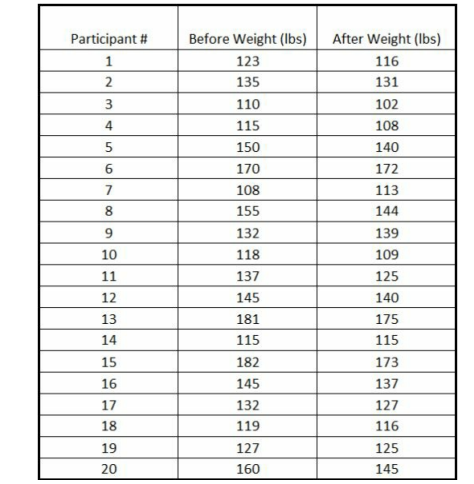 Participant # Before Weight (lbs) After Weight (lbs)
1 123 116
2 135 131
3 110 102
4 115 108
5 150 140
6 170 172
7 108 113
8 155 144
9 132 139
10 118 109
11 137 125
12 145 140
13 181 175
14 115 115
15 182 173
16 145 137
17 132 127
18 119 116
19 127 125
20 160 145